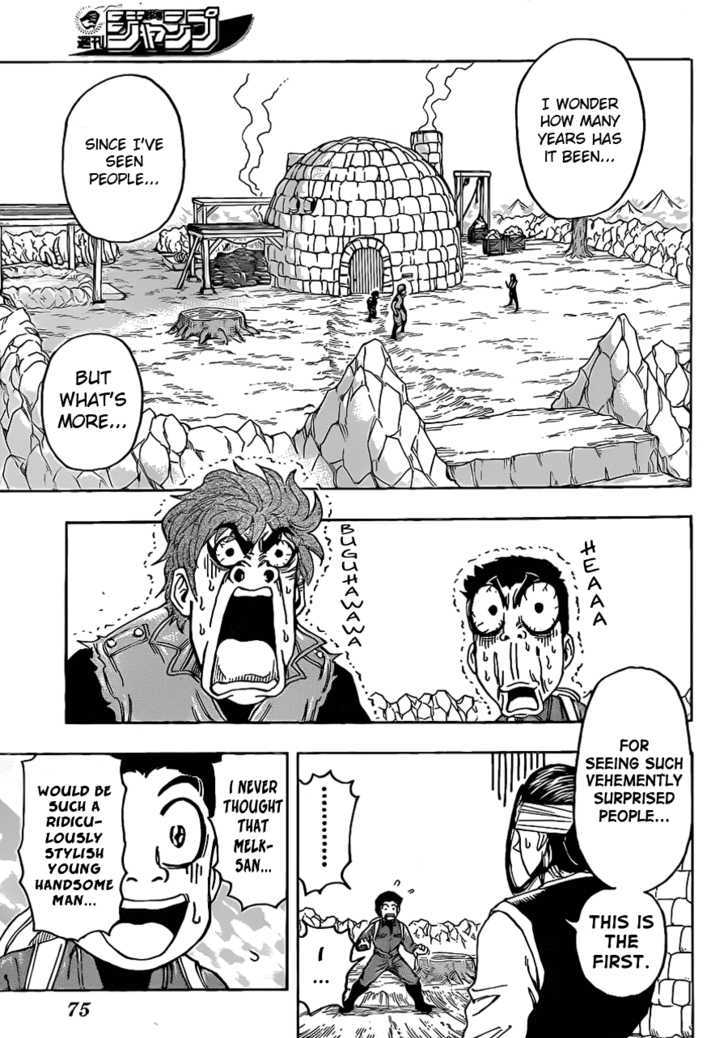 週刊
少年
ジャンプ
I WONDER
HOW MANY
YEARS HAS
IT BEEN...
SINCE I'VE
SEEN
PEOPLE...
BUT
WHAT'S
MORE...
HEAAA
BUGUHAWAWA
FOR
SEEING SUCH
VEHEMENTLY
SURPRISED
PEOPLE...
THIS IS
THE
FIRST.
.........
I...
I NEVER
THOUGHT
THAT
MELK-
SAN...
WOULD BE
SUCH A
RIDICU-
LOUSLY
STYLISH
YOUNG
HANDSOME
MAN...
75